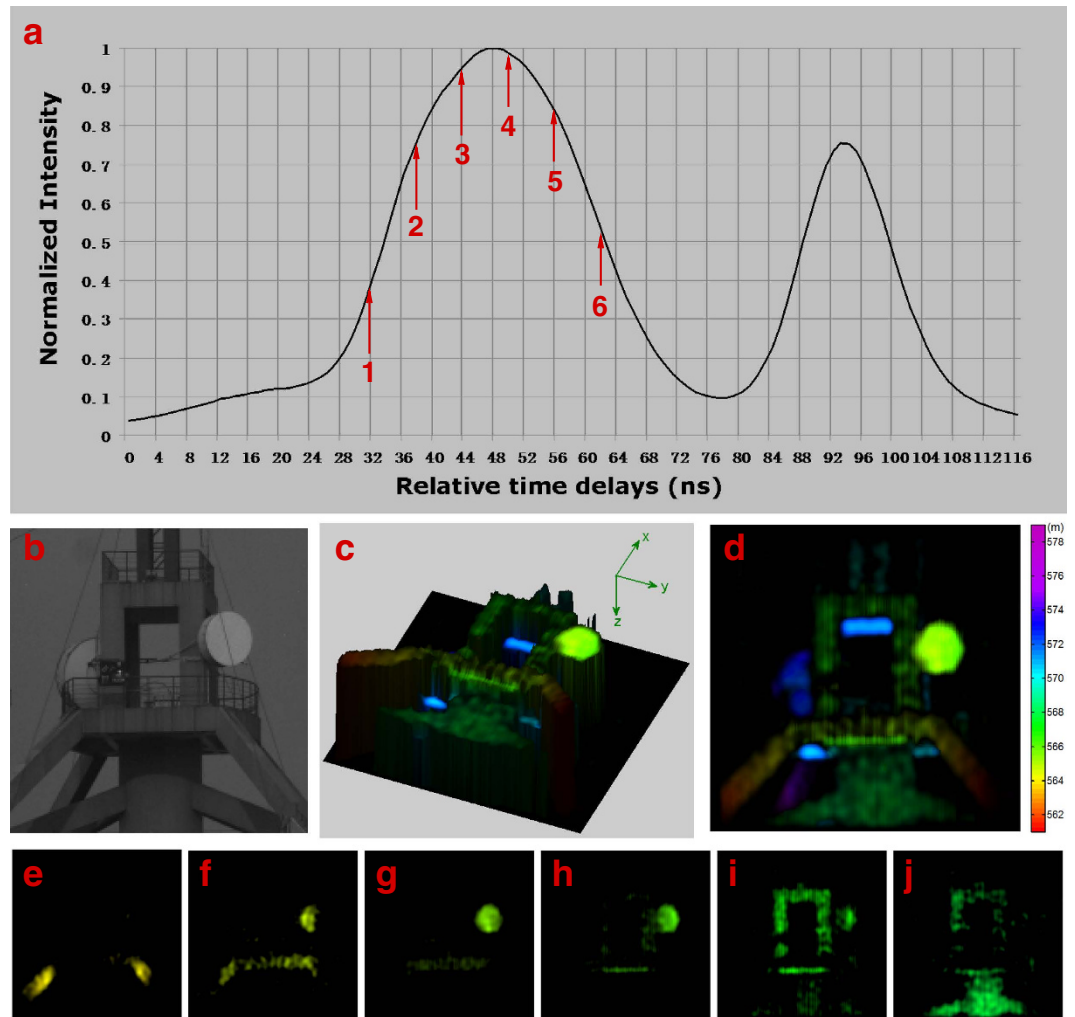 a
Normalized Intensity
1
0.9
0.8
0.7
0.6
0.5
0.4
0.3
0.2
0.1
0
1
2
3
4
5
6
0 4 8 12 16 20 24 28 32 36 40 44 48 52 56 60 64 68 72 76 80 84 88 92 96 100 104 108 112 116
Relative time delays (ns)
b
c
x
y
z
d
(m)
578
576
574
572
570
568
566
564
562
e
f
g
h
i
j